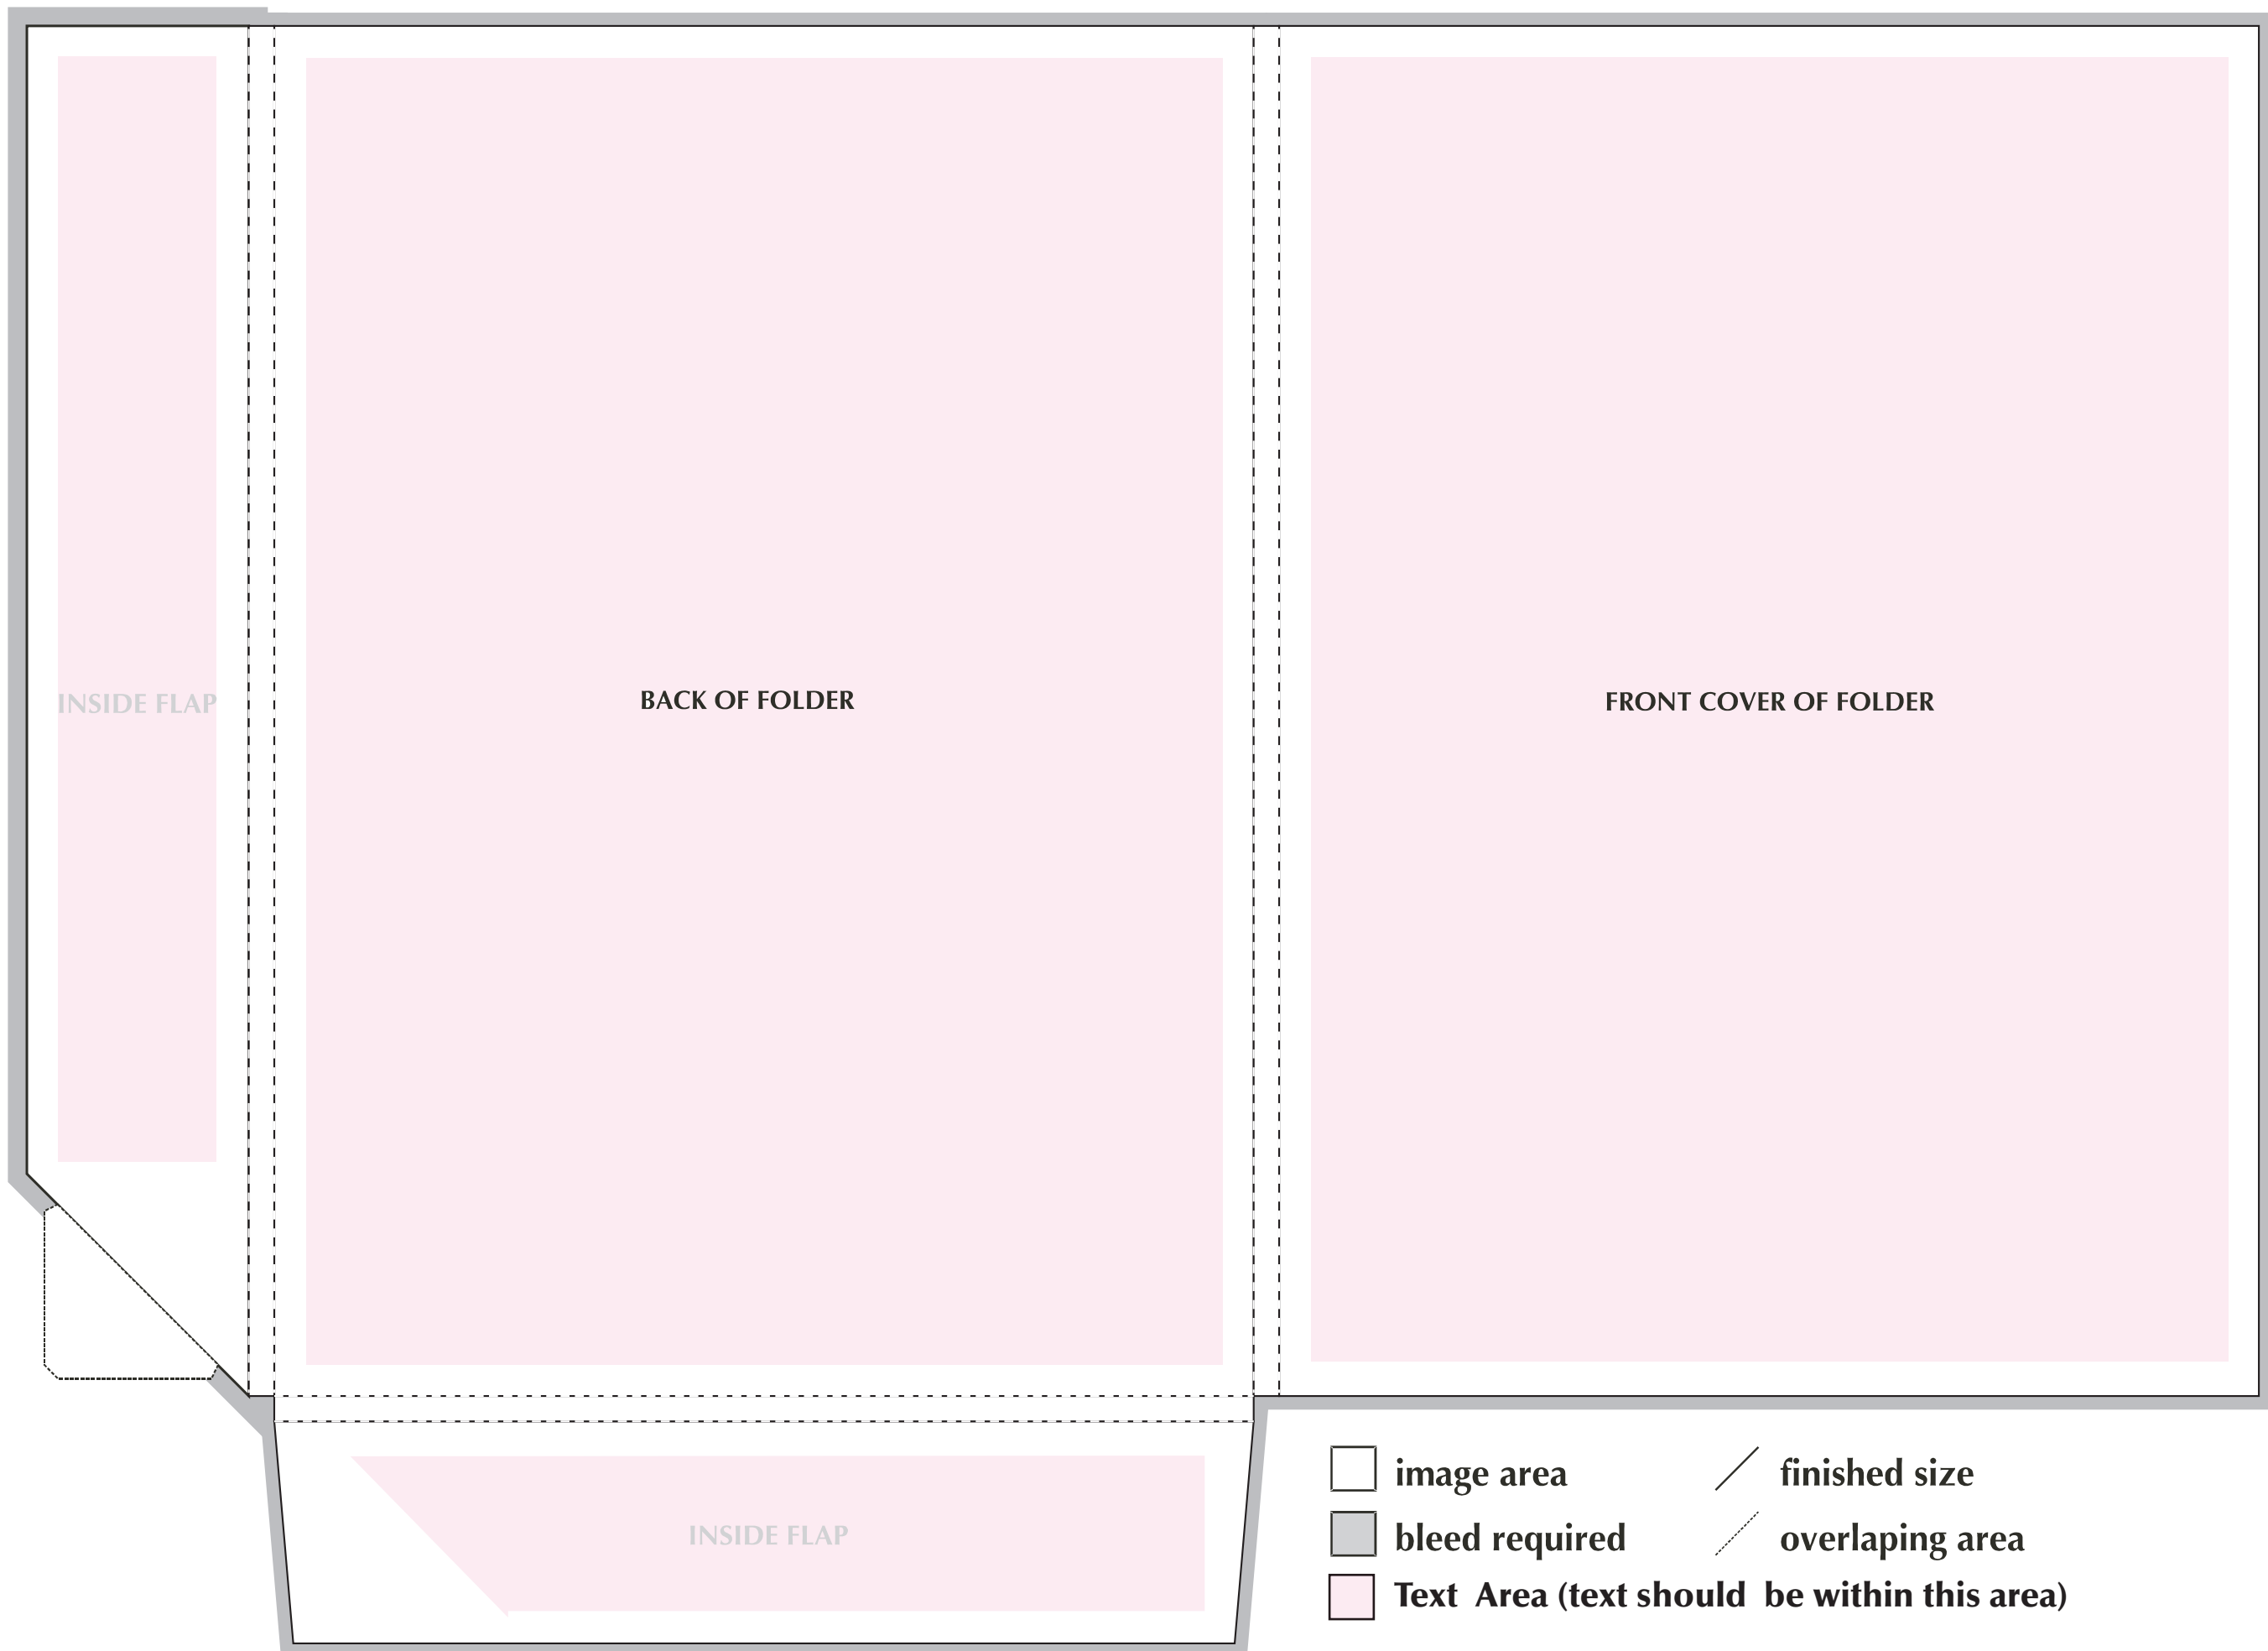 INSIDE FLAP
BACK OF FOLDER
FRONT COVER OF FOLDER
INSIDE FLAP
image area
finished size
bleed required
overlaping area
Text Area (text should be within this area)